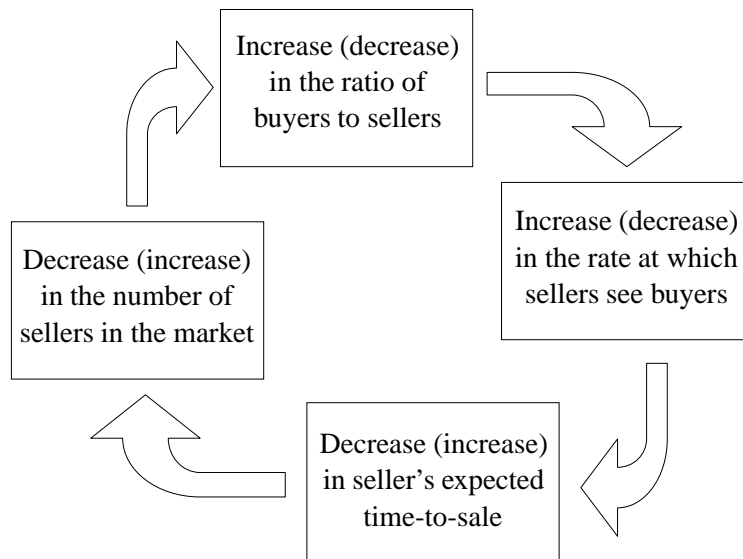 Increase (decrease)
in the ratio of
buyers to sellers
Increase (decrease)
in the rate at which
sellers see buyers
Decrease (increase)
in seller's expected
time-to-sale
Decrease (increase)
in the number of
sellers in the market